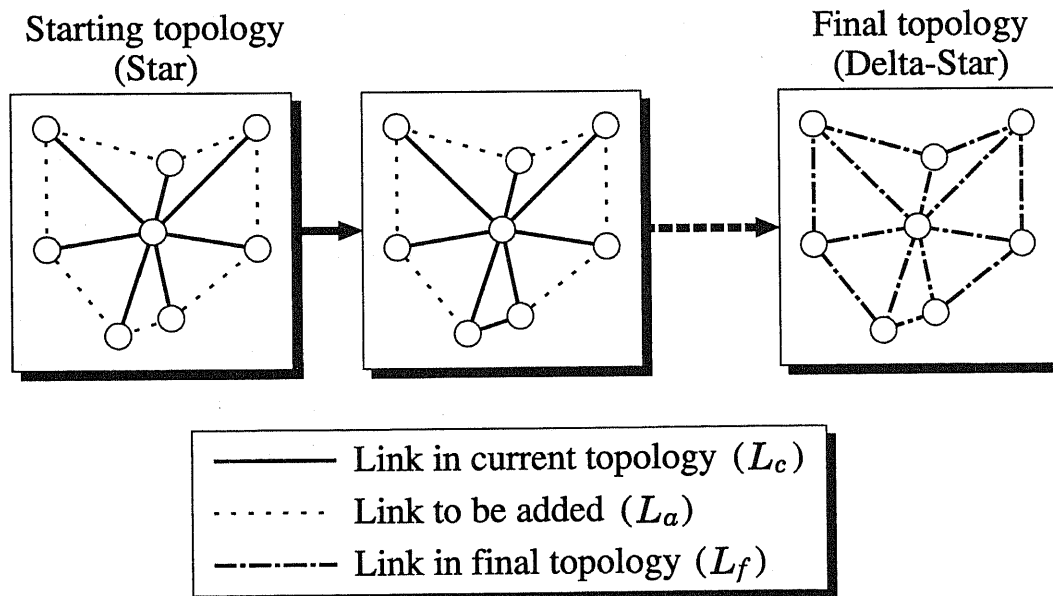 Starting topology
(Star)
Final topology
(Delta-Star)
Link in current topology (L_c)
Link to be added (L_a)
Link in final topology (L_f)